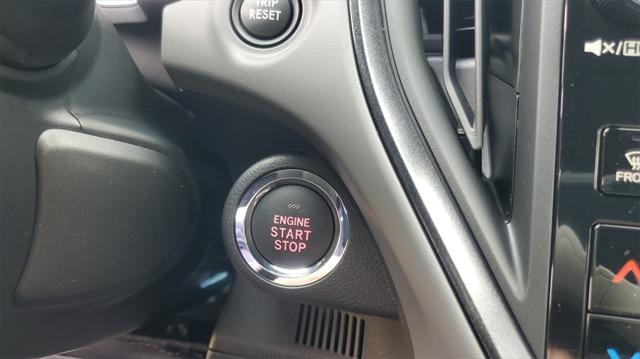 TRIP
RESET
ENGINE
START
STOP
FRO